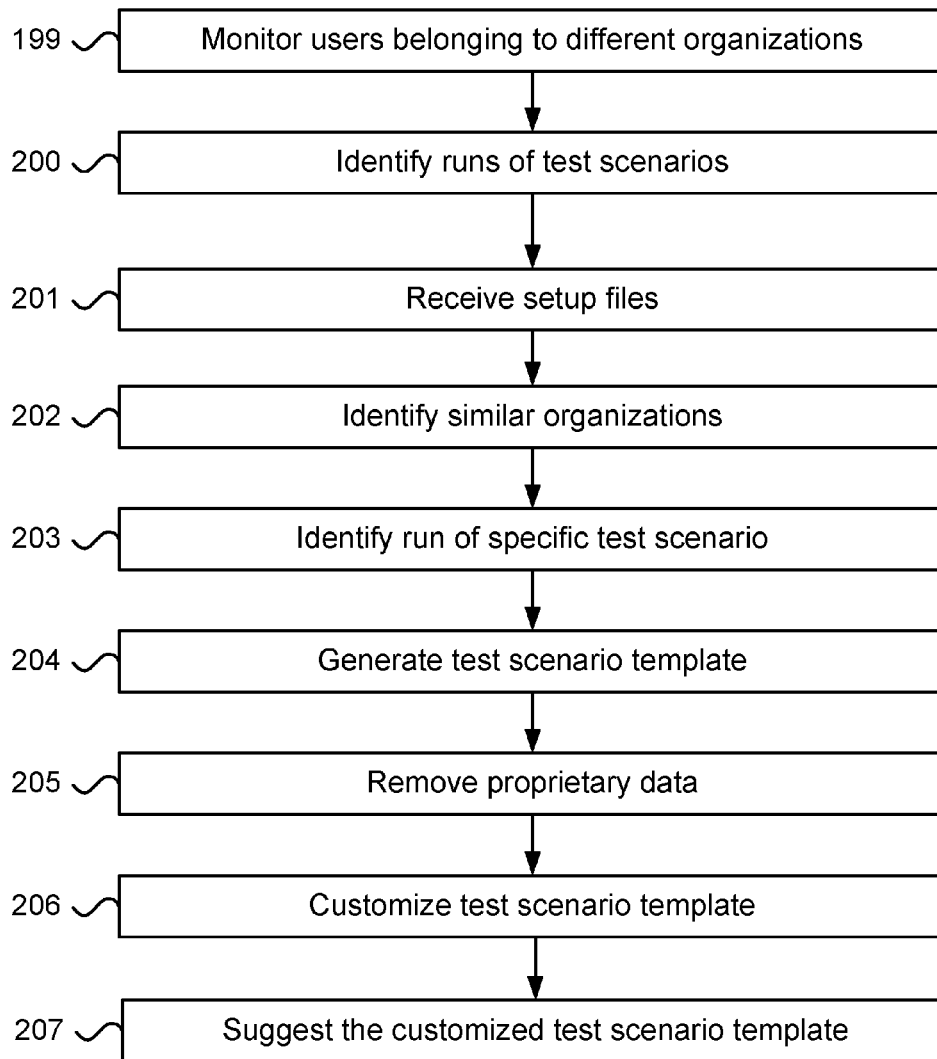 199 Monitor users belonging to different organizations
200 Identify runs of test scenarios
201 Receive setup files
202 Identify similar organizations
203 Identify run of specific test scenario
204 Generate test scenario template
205 Remove proprietary data
206 Customize test scenario template
207 Suggest the customized test scenario template